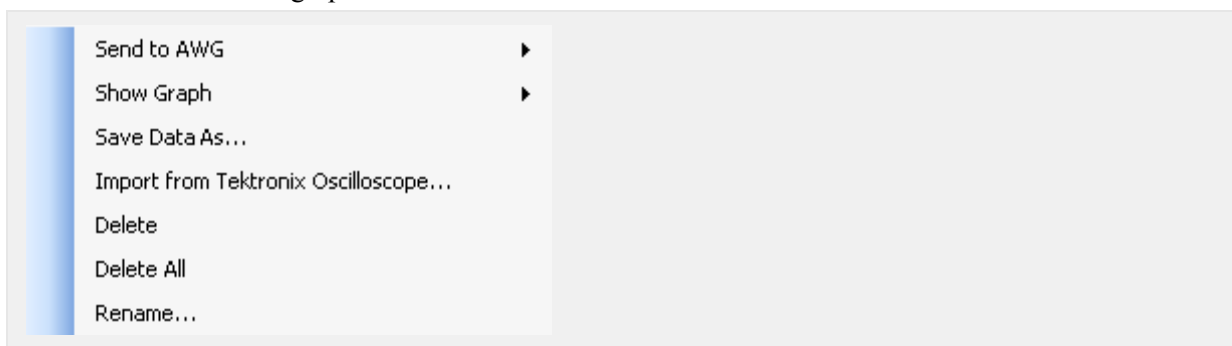 Send to AWG
Show Graph
Save Data As...
Import from Tektronix Oscilloscope...
Delete
Delete All
Rename...